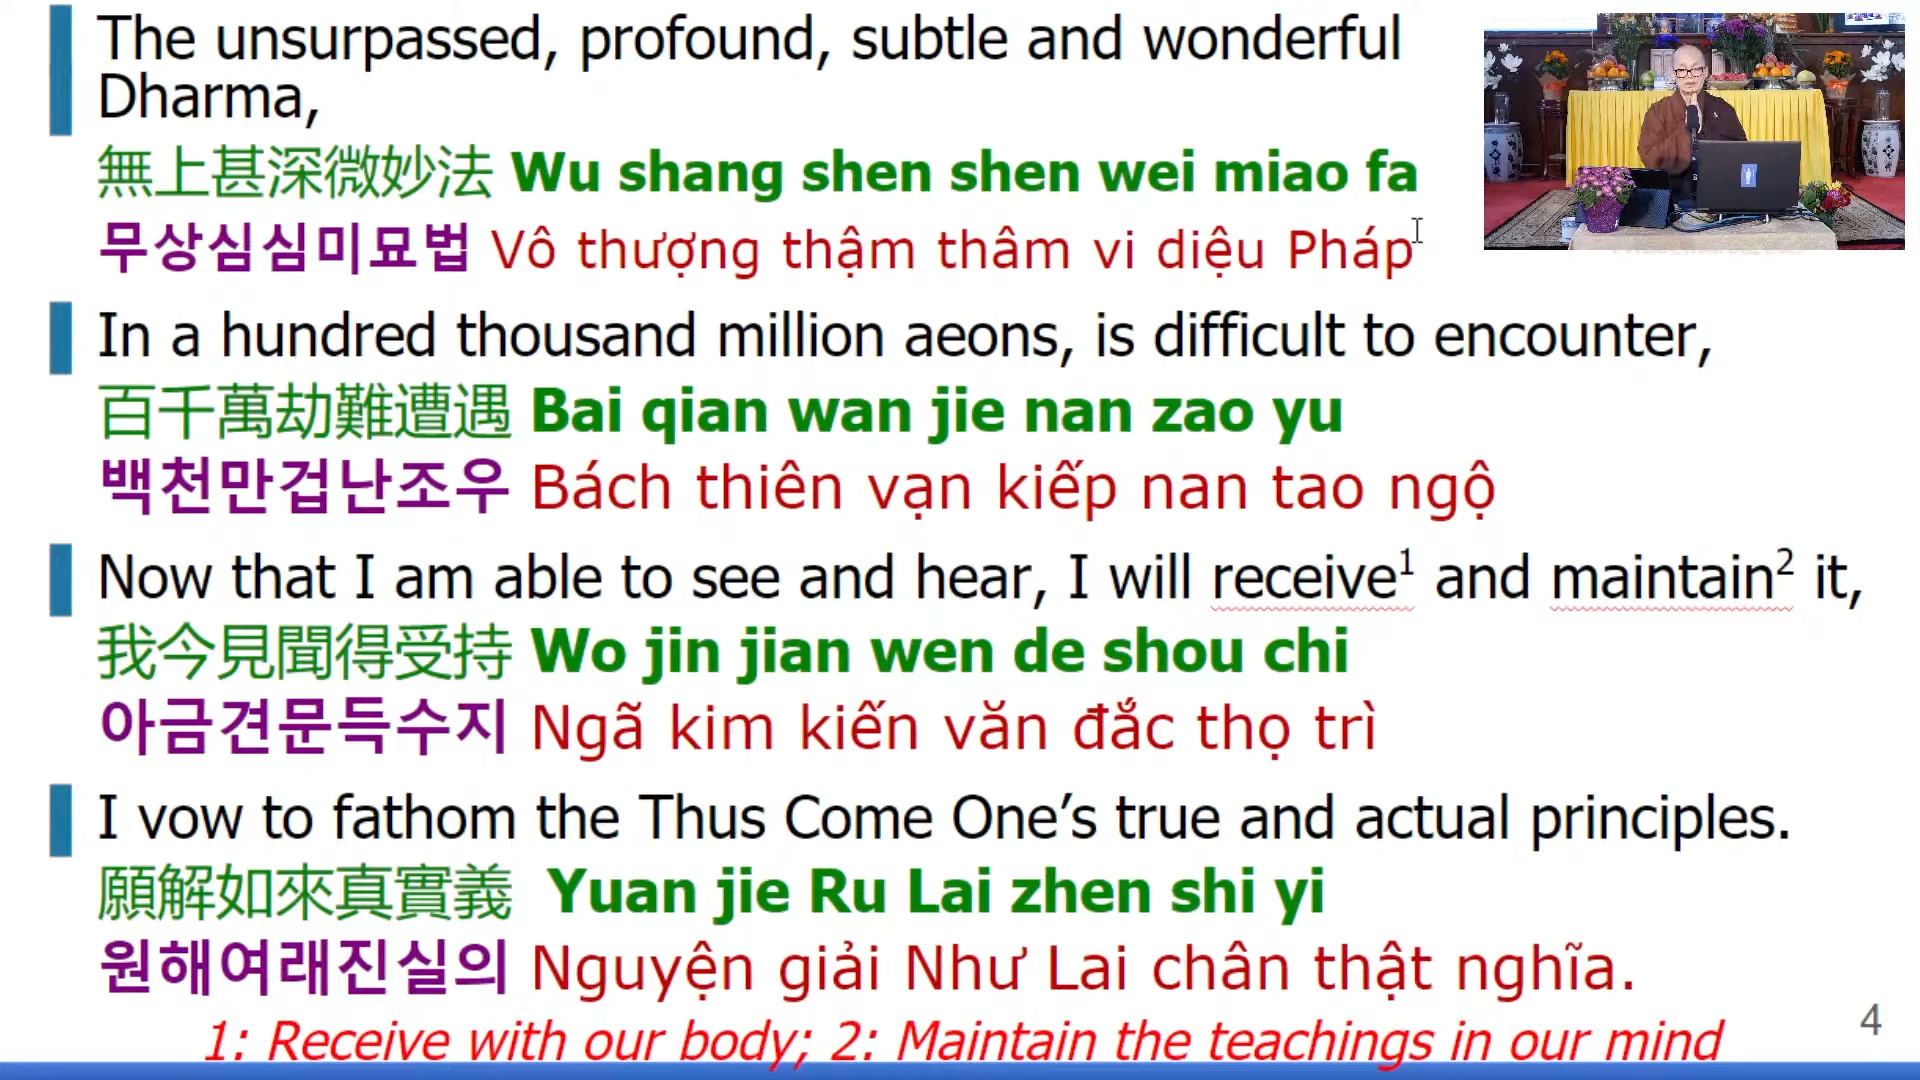 The unsurpassed, profound, subtle and wonderful
Dharma,
無上甚深微妙法 Wu shang shen shen wei miao fa
무상심심미묘법 Vô thượng thậm thâm vi diệu Pháp
In a hundred thousand million aeons, is difficult to encounter,
百千萬劫難遭遇 Bai qian wan jie nan zao yu
백천만겁난조우 Bách thiên vạn kiếp nan tao ngộ
Now that I am able to see and hear, I will receive1 and maintain2 it,
我今見聞得受持 Wo jin jian wen de shou chi
아금견문득수지 Ngã kim kiến văn đắc thọ trì
I vow to fathom the Thus Come One’s true and actual principles.
願解如來真實義 Yuan jie Ru Lai zhen shi yi
원해여래진실의 Nguyện giải Như Lai chân thật nghĩa.
1: Receive with our body; 2: Maintain the teachings in our mind
4